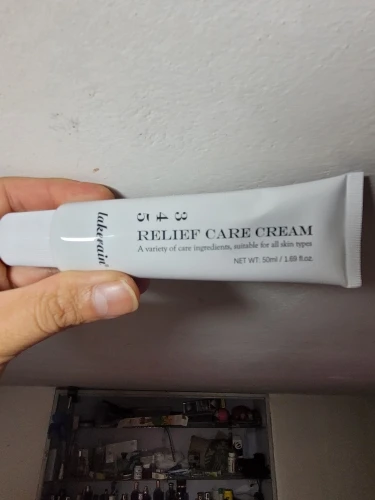 lakerain®
3
4
5
RELIEF CARE CREAM
A variety of care ingredients, suitable for all skin types
NET WT. 50ml / 1.69 fl.oz.